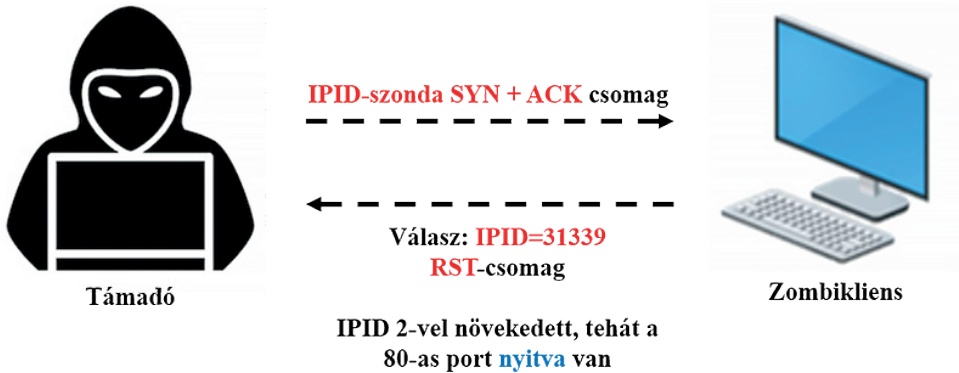 IPID-szonda SYN + ACK csomag
Válasz: IPID=31339
RST-csomag
Támadó
Zombikliens
IPID 2-vel növekedett, tehát a
80-as port nyitva van